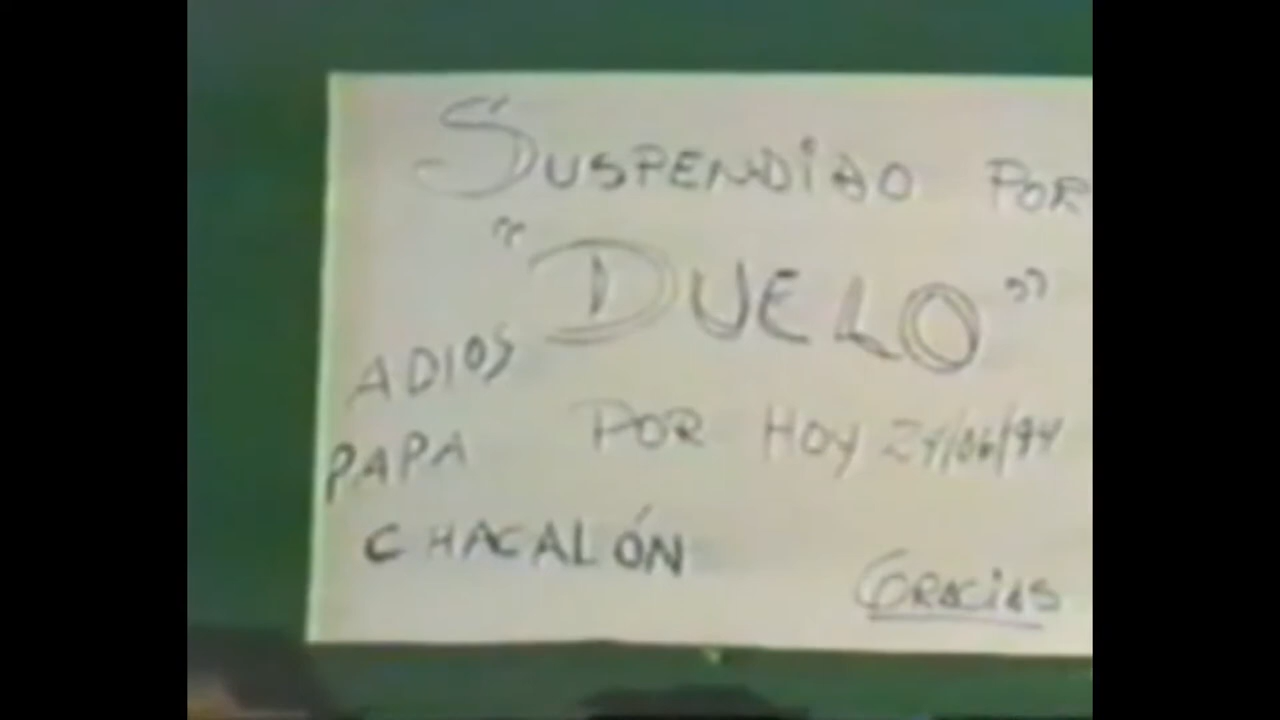 SUSPENDIDO POR
"DUELO"
ADIOS
PAPA
CHACALÓN
POR HOY 24/06/94
GRACIAS